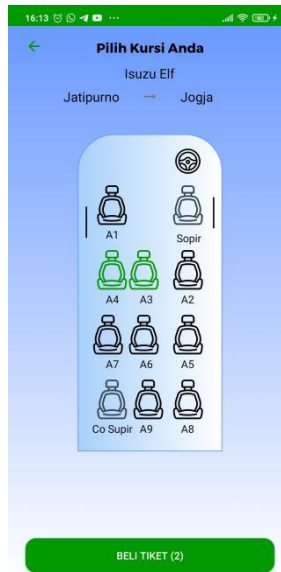 16:13
Pilih Kursi Anda
Isuzu Elf
Jatipurno → Jogja
A1 Sopir
A4 A3 A2
A7 A6 A5
Co Supir A9 A8
BELI TIKET (2)